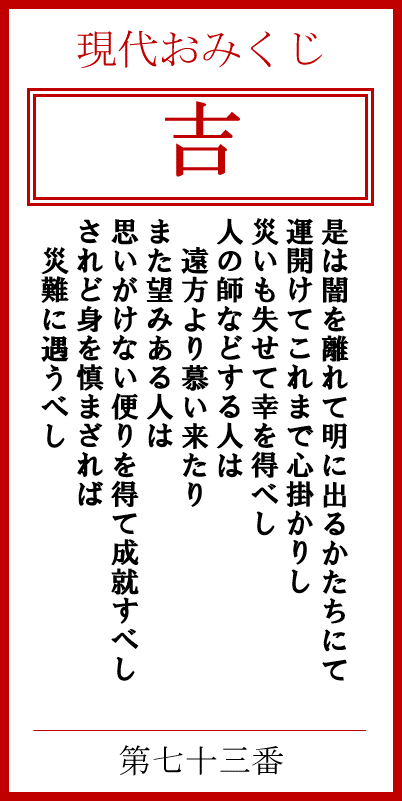 現代おみくじ
吉
是は闇を離れて明に出るかたちにて
運開けてこれまで心掛かりし
災いも失せて幸を得べし
人の師などする人は
遠方より慕い来たり
また望みある人は
思いがけない便りを得て成就すべし
されど身を慎まざれば
災難に遇うべし
第七十三番